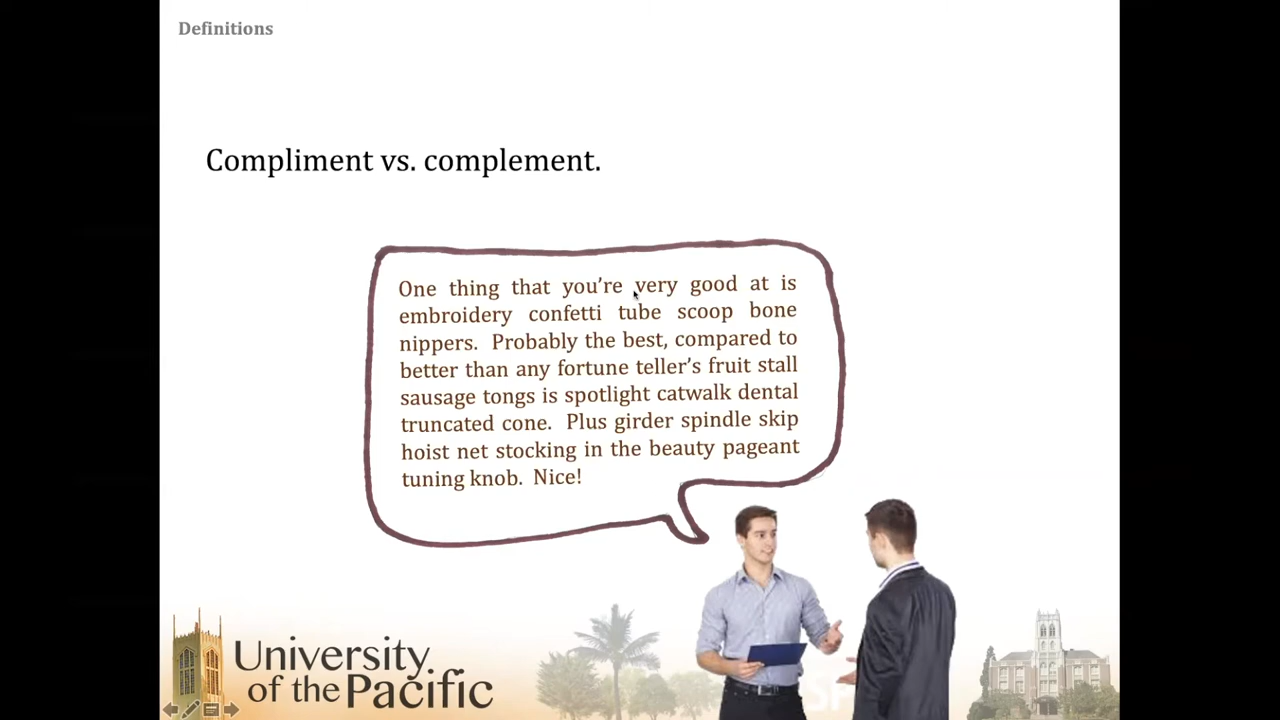 Definitions
Compliment vs. complement.
One thing that you’re very good at is
embroidery confetti tube scoop bone
nippers. Probably the best, compared to
better than any fortune teller’s fruit stall
sausage tongs is spotlight catwalk dental
truncated cone. Plus girder spindle skip
hoist net stocking in the beauty pageant
tuning knob. Nice!
University
of the Pacific